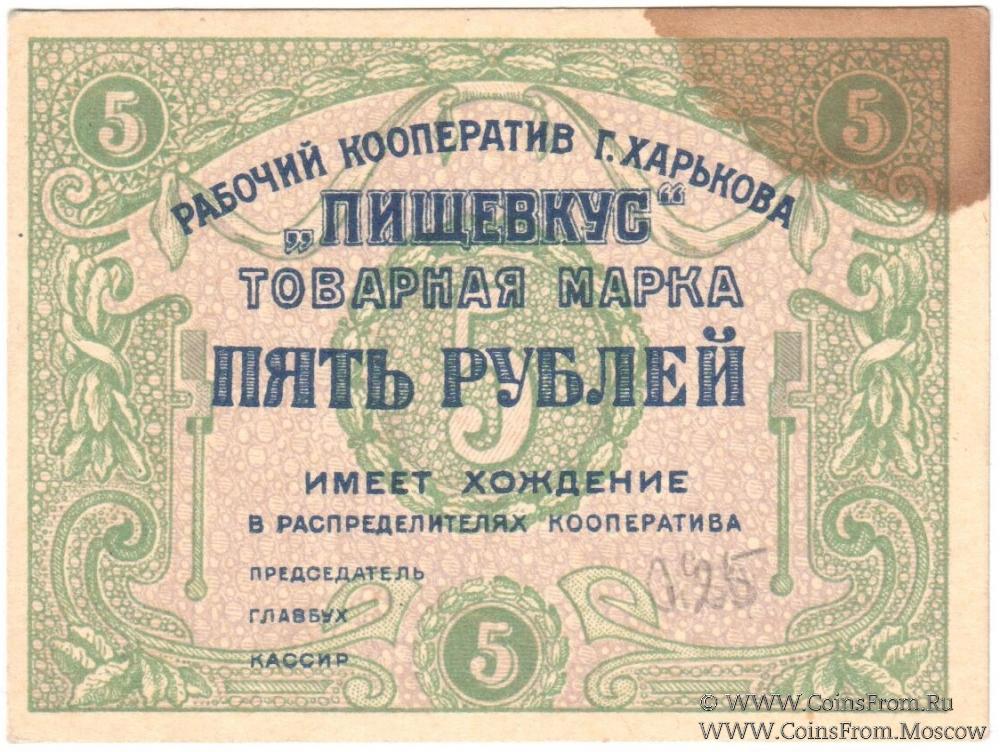 5 5
РАБОЧИЙ КООПЕРАТИВ Г. ХАРЬКОВА
„ПИЩЕВКУС“
ТОВАРНАЯ МАРКА
5
ПЯТЬ РУБЛЕЙ
ИМЕЕТ ХОЖДЕНИЕ
В РАСПРЕДЕЛИТЕЛЯХ КООПЕРАТИВА
ПРЕДСЕДАТЕЛЬ
ГЛАВБУХ
КАССИР
5
© WWW.CoinsFrom.Ru
WWW.CoinsFrom.Moscow